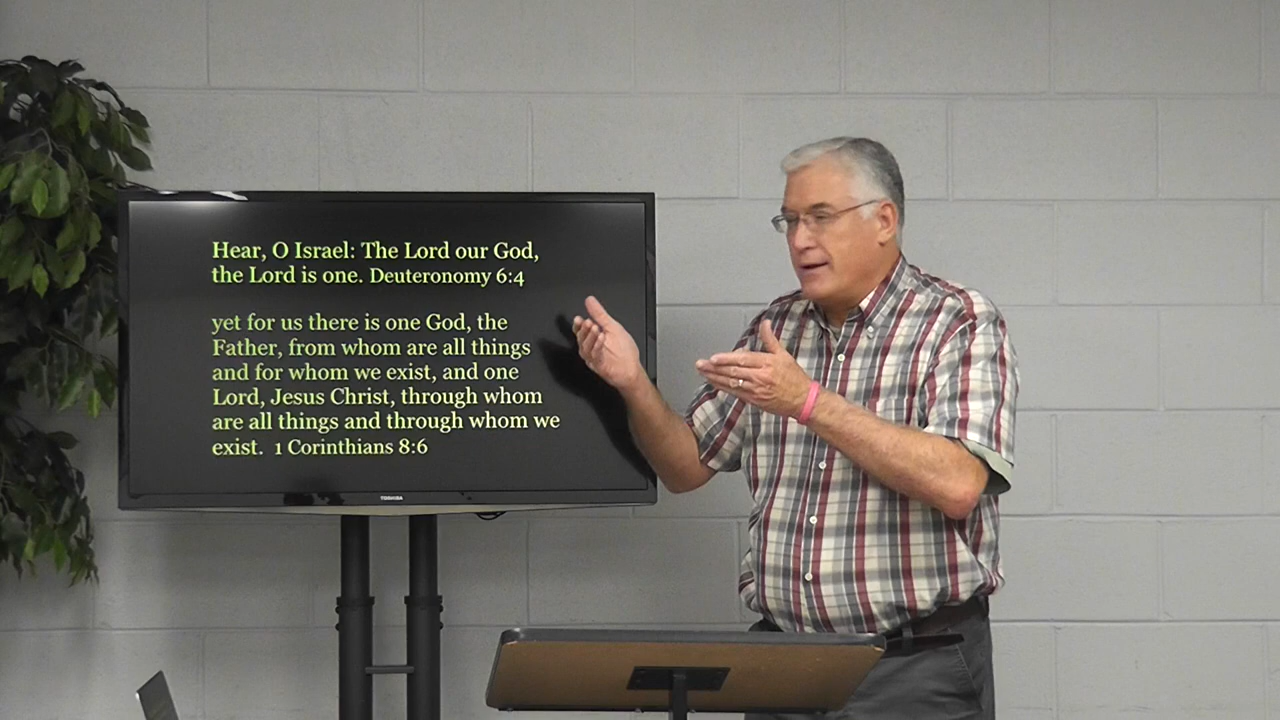 Hear, O Israel: The Lord our God,
the Lord is one. Deuteronomy 6:4
yet for us there is one God, the
Father, from whom are all things
and for whom we exist, and one
Lord, Jesus Christ, through whom
are all things and through whom we
exist. 1 Corinthians 8:6
TOSHIBA